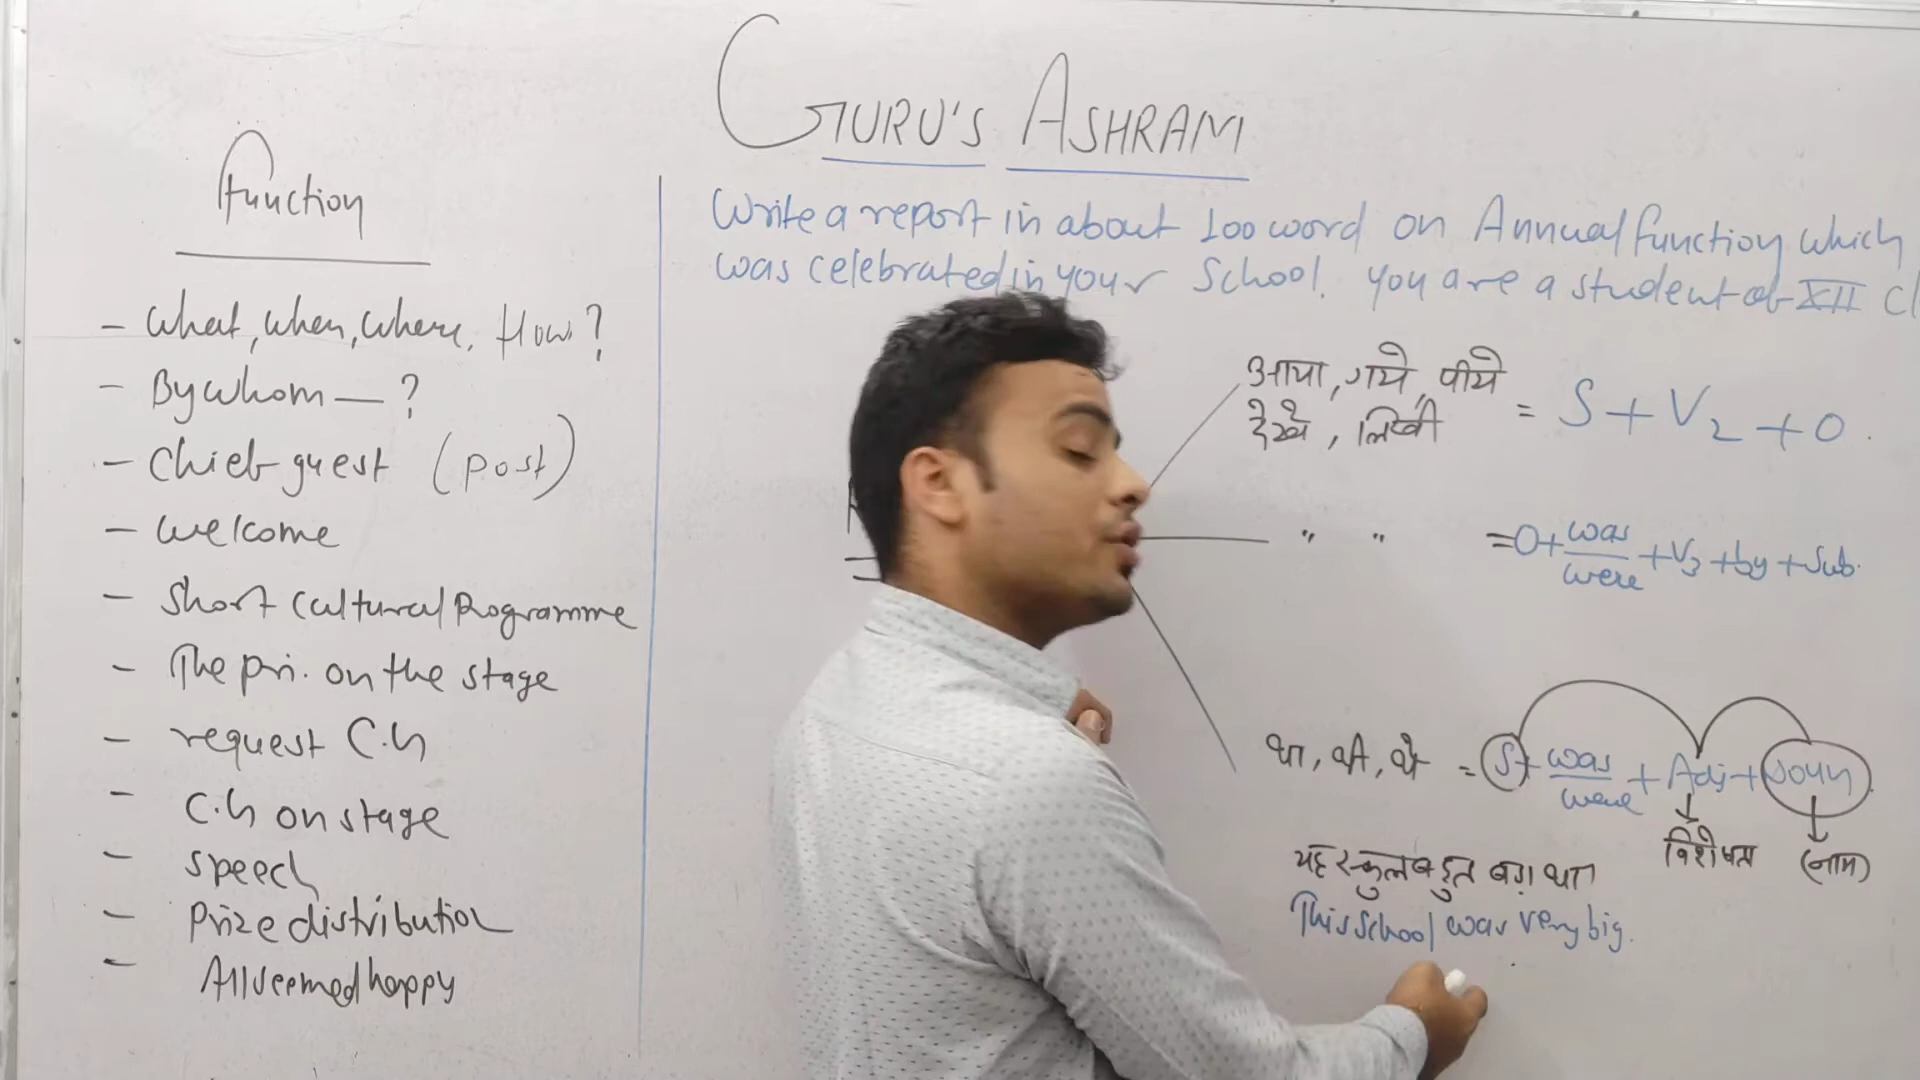 GURU'S ASHRAM
function
- What, when, where, How?
- By whom — ?
- Chief guest (post)
- welcome
- Short Cultural Programme
- The pri. on the stage
- request C.h
- C.h on stage
- speech
- Prize distribution
- All seemed happy
Write a report in about 100 word on Annual function which
was celebrated in your School. you are a student of XII
आया, गये, पीये
देखे, लिखी = S + V2 + O.
" " = O + was/were + V3 + by + Sub.
था, थी, थे = S + was/were + Adj + Noun
विशेषता (नाम)
यह स्कूल बहुत बड़ा था
This School was very big.